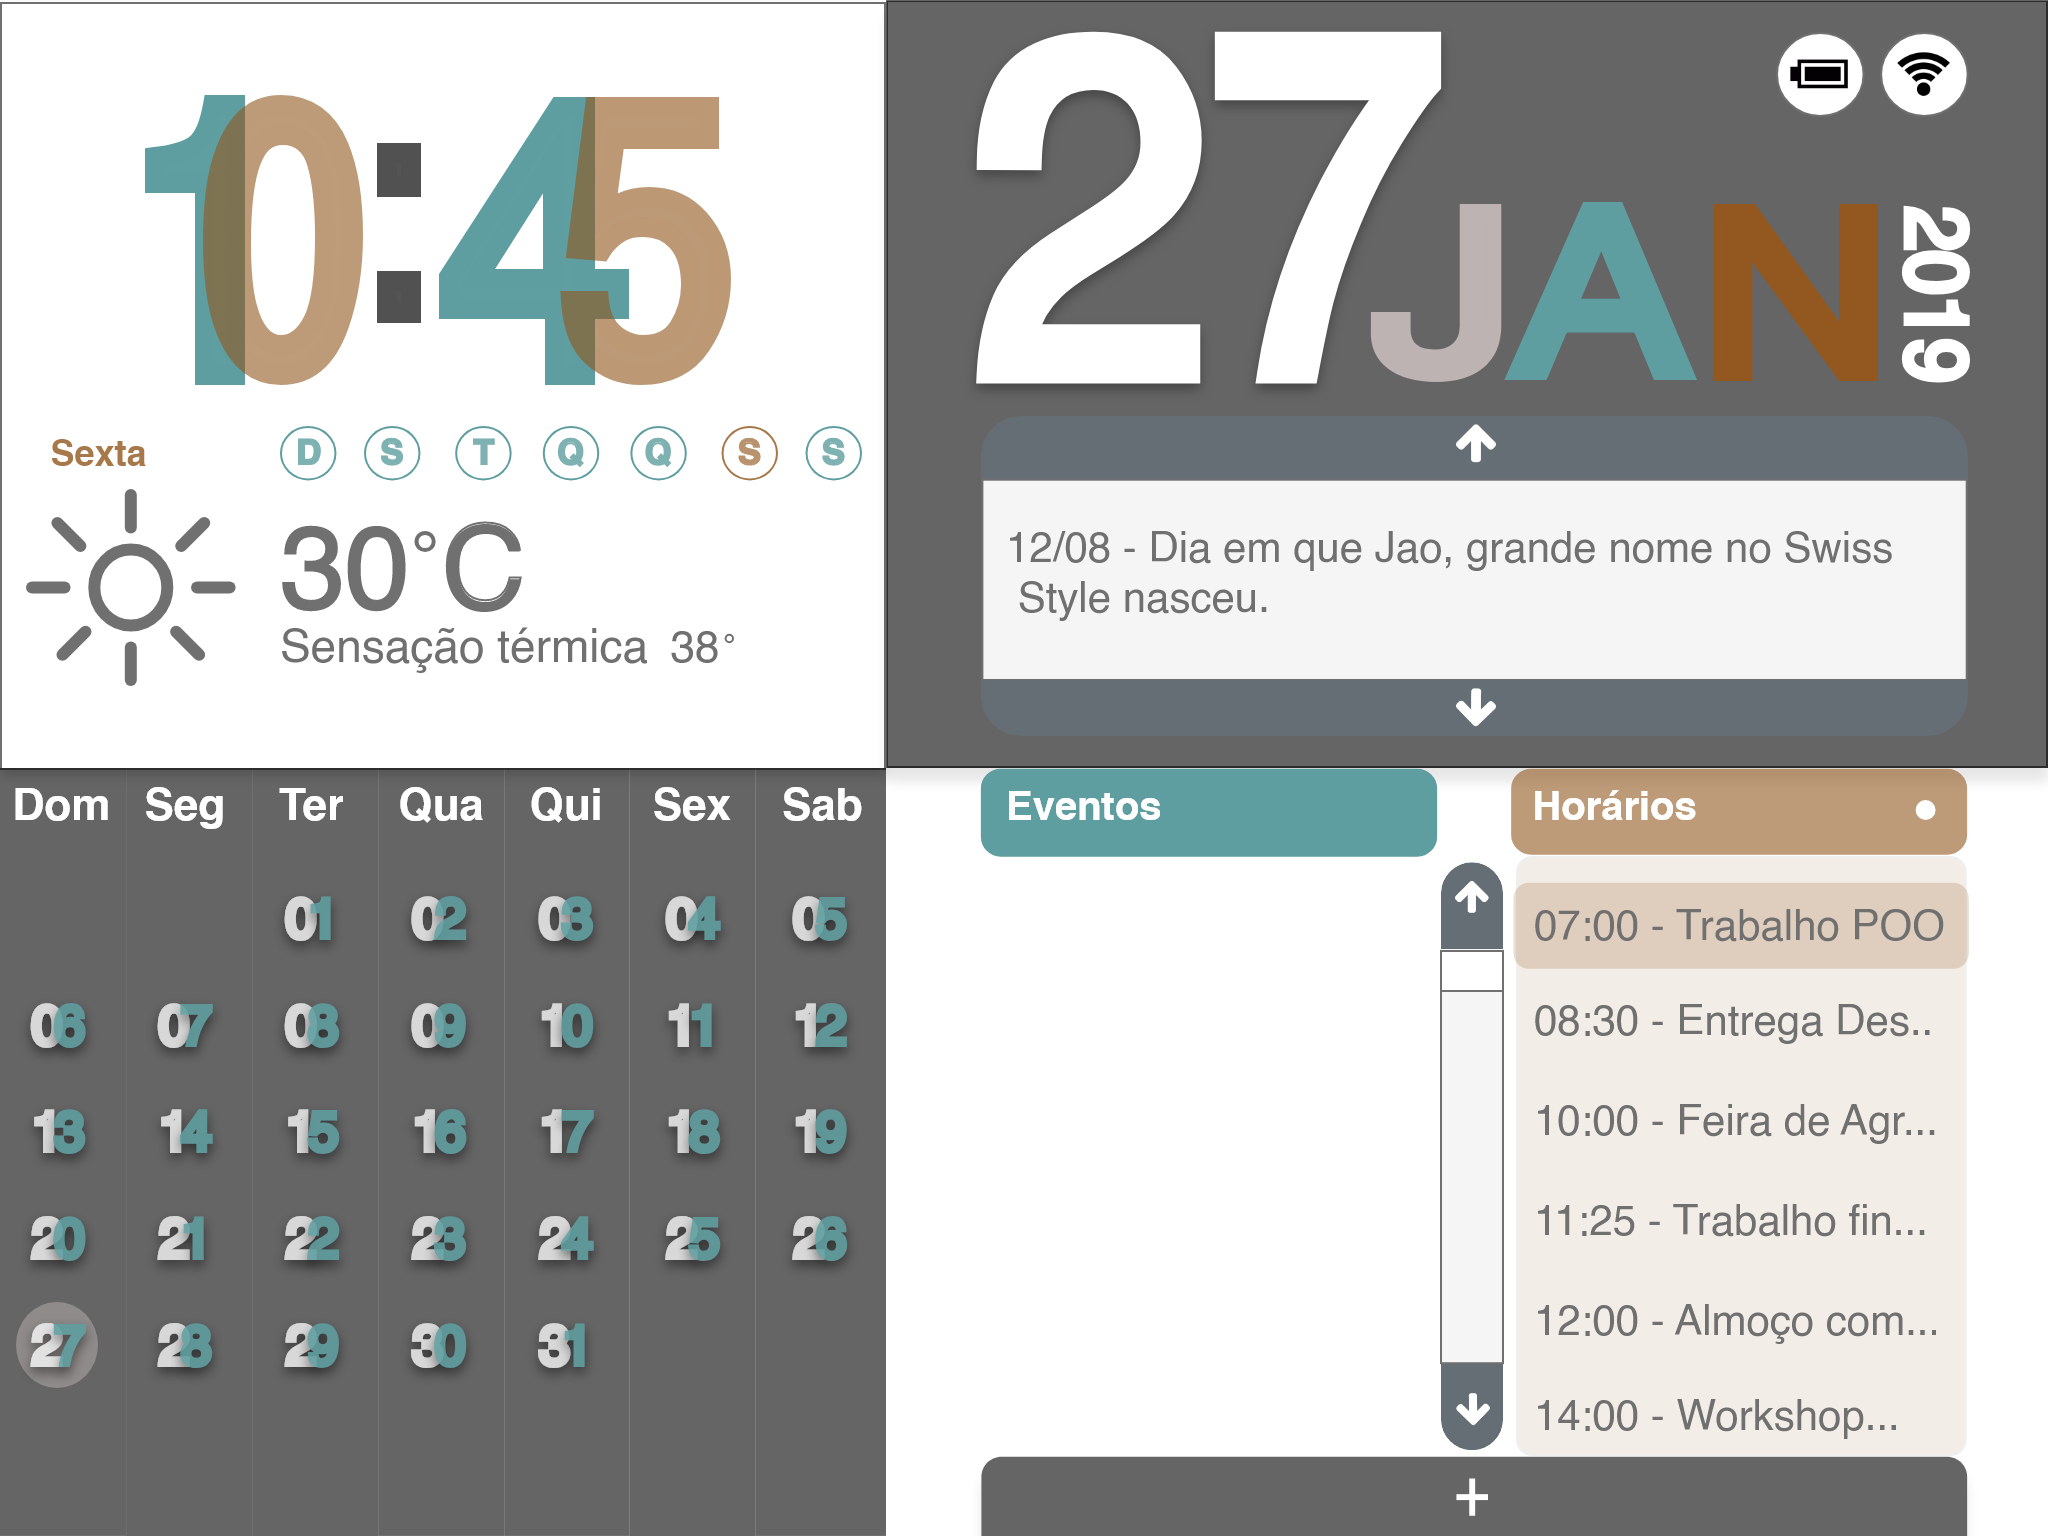 10:45
Sexta D S T Q Q S S
30°C
Sensação térmica 38°
27 JAN 2019
12/08 - Dia em que Jao, grande nome no Swiss
Style nasceu.
Dom Seg Ter Qua Qui Sex Sab
01 02 03 04 05
06 07 08 09 10 11 12
13 14 15 16 17 18 19
20 21 22 23 24 25 26
27 28 29 30 31
Eventos
Horários
07:00 - Trabalho POO
08:30 - Entrega Des..
10:00 - Feira de Agr...
11:25 - Trabalho fin...
12:00 - Almoço com...
14:00 - Workshop...
+